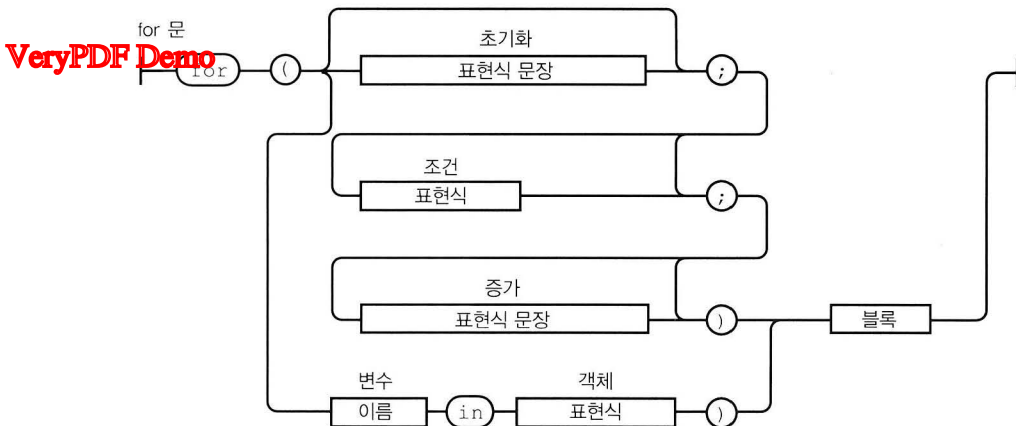 for 문
VeryPDF Demo
for
(
초기화
표현식 문장
;
조건
표현식
;
증가
표현식 문장
)
블록
변수
이름
in
객체
표현식
)